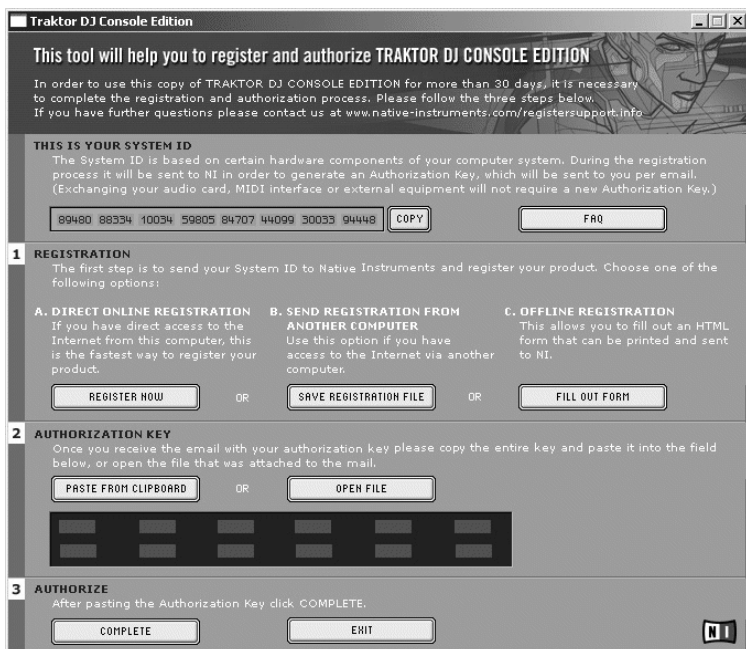 Traktor DJ Console Edition
This tool will help you to register and authorize TRAKTOR DJ CONSOLE EDITION
In order to use this copy of TRAKTOR DJ CONSOLE EDITION for more than 30 days, it is necessary
to complete the registration and authorization process. Please follow the three steps below.
If you have further questions please contact us at www.native-instruments.com/registersupport.info
THIS IS YOUR SYSTEM ID
The System ID is based on certain hardware components of your computer system. During the registration
process it will be sent to NI in order to generate an Authorization Key, which will be sent to you per email.
(Exchanging your audio card, MIDI interface or external equipment will not require a new Authorization Key.)
89480 88334 10034 59805 84707 44099 30033 94448 COPY FAQ
1 REGISTRATION
The first step is to send your System ID to Native Instruments and register your product. Choose one of the
following options:
A. DIRECT ONLINE REGISTRATION
If you have direct access to the
Internet from this computer, this
is the fastest way to register your
product.
REGISTER NOW
OR
B. SEND REGISTRATION FROM
ANOTHER COMPUTER
Use this option if you have
access to the Internet via another
computer.
SAVE REGISTRATION FILE
OR
C. OFFLINE REGISTRATION
This allows you to fill out an HTML
form that can be printed and sent
to NI.
FILL OUT FORM
2 AUTHORIZATION KEY
Once you receive the email with your authorization key please copy the entire key and paste it into the field
below, or open the file that was attached to the mail.
PASTE FROM CLIPBOARD OR OPEN FILE
3 AUTHORIZE
After pasting the Authorization Key click COMPLETE.
COMPLETE EXIT
NI